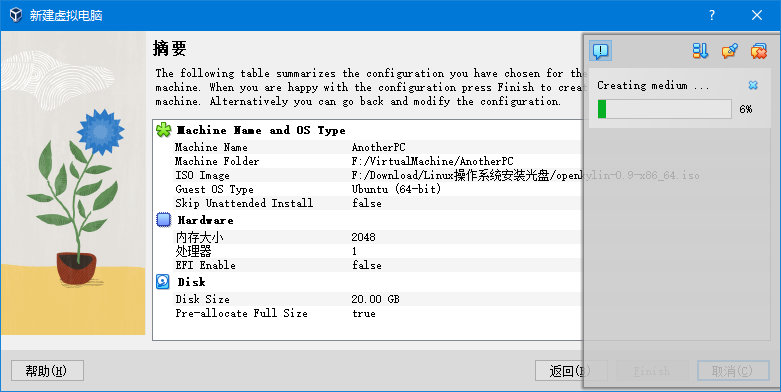 新建虚拟电脑
?
摘要
The following table summarizes the configuration you have chosen for the
machine. When you are happy with the configuration press Finish to crea
machine. Alternatively you can go back and modify the configuration.
Machine Name and OS Type
Machine Name AnotherPC
Machine Folder F:/VirtualMachine/AnotherPC
ISO Image F:/Download/Linux操作系统安装光盘/openkylin-0.9-x86_64.iso
Guest OS Type Ubuntu (64-bit)
Skip Unattended Install false
Hardware
内存大小 2048
处理器 1
EFI Enable false
Disk
Disk Size 20.00 GB
Pre-allocate Full Size true
Creating medium ...
6%
帮助(H) 返回(B) Finish 取消(C)